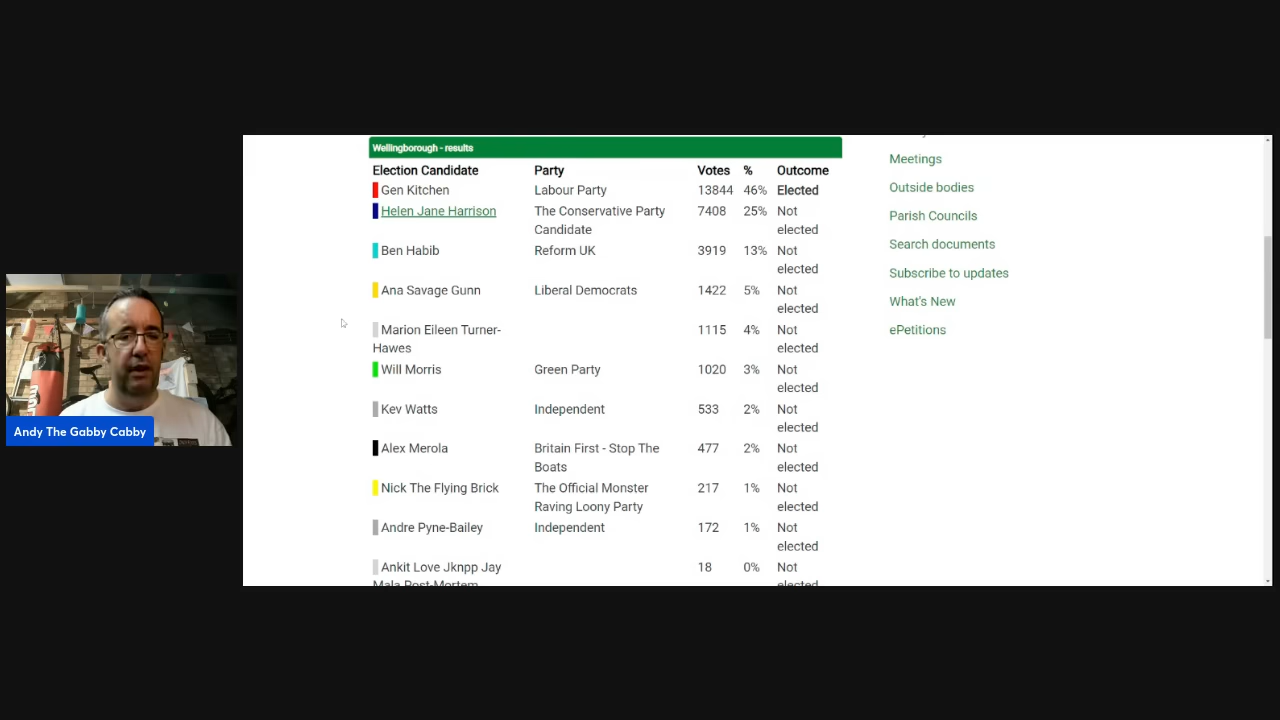 Wellingborough - results
Election Candidate Party Votes % Outcome
Gen Kitchen Labour Party 13844 46% Elected
Helen Jane Harrison The Conservative Party 7408 25% Not
Candidate elected
Ben Habib Reform UK 3919 13% Not
elected
Ana Savage Gunn Liberal Democrats 1422 5% Not
elected
Marion Eileen Turner- 1115 4% Not
Hawes elected
Will Morris Green Party 1020 3% Not
elected
Kev Watts Independent 533 2% Not
elected
Alex Merola Britain First - Stop The 477 2% Not
Boats elected
Nick The Flying Brick The Official Monster 217 1% Not
Raving Loony Party elected
Andre Pyne-Bailey Independent 172 1% Not
elected
Ankit Love Jknpp Jay 18 0% Not
Mala Post-Mortem elected
Meetings
Outside bodies
Parish Councils
Search documents
Subscribe to updates
What's New
ePetitions
Andy The Gabby Cabby